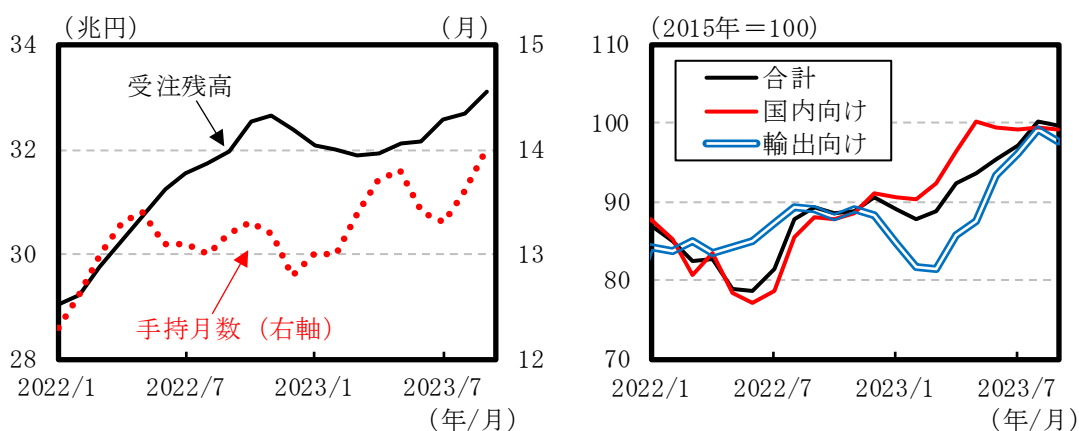 （兆円）
（月）
34
32
30
28
15
14
13
12
受注残高
手持月数（右軸）
2022/1
2022/7
2023/1
2023/7
（年/月）
（2015年＝100）
110
100
90
80
70
合計
国内向け
輸出向け
2022/1
2022/7
2023/1
2023/7
（年/月）